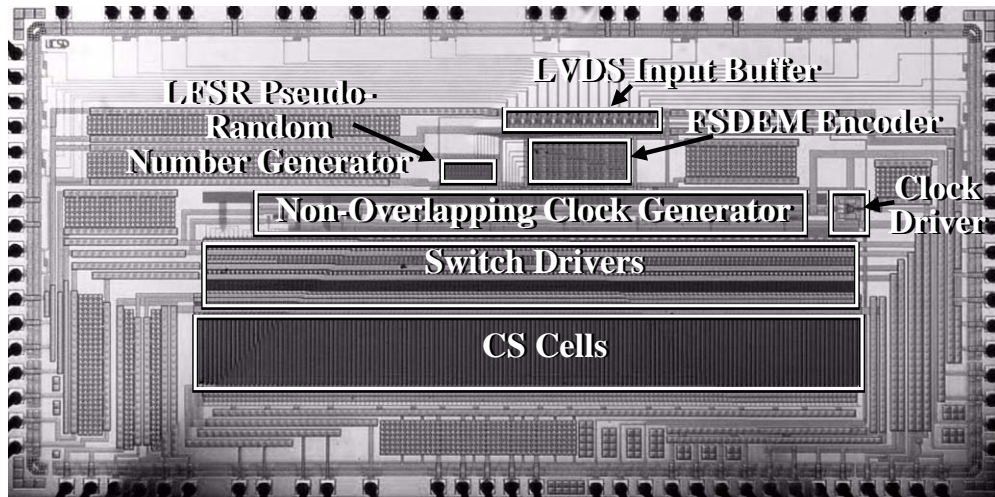 UCSD
LVDS Input Buffer
LFSR Pseudo-
Random
Number Generator
FSDEM Encoder
Clock
Driver
Non-Overlapping Clock Generator
Switch Drivers
CS Cells